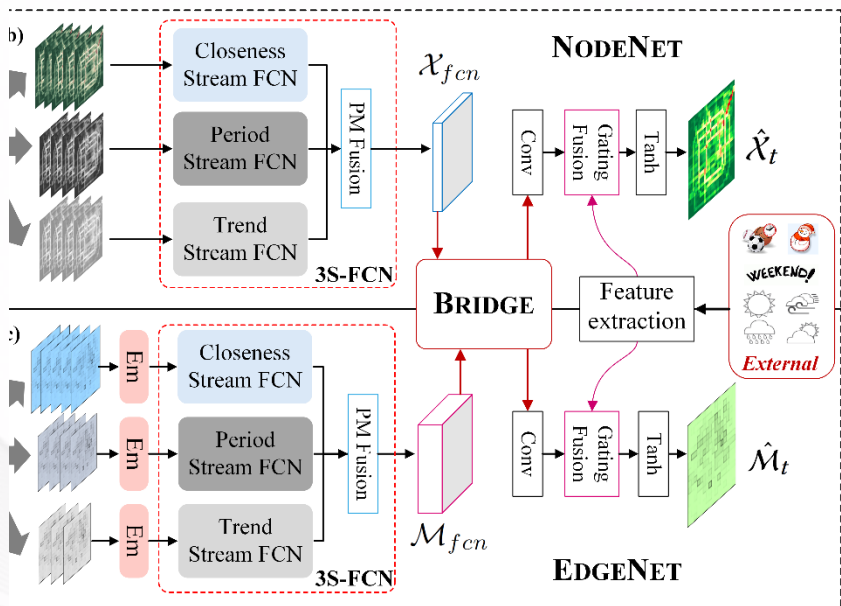 b)
Closeness
Stream FCN
Period
Stream FCN
Trend
Stream FCN
PM Fusion
3S-FCN
𝒳_fcn
NODENET
Conv
Gating
Fusion
Tanh
𝒳̂_t
BRIDGE
Feature
extraction
WEEKEND!
External
c)
Em
Em
Em
Closeness
Stream FCN
Period
Stream FCN
Trend
Stream FCN
PM Fusion
3S-FCN
ℳ_fcn
Conv
Gating
Fusion
Tanh
ℳ̂_t
EDGENET